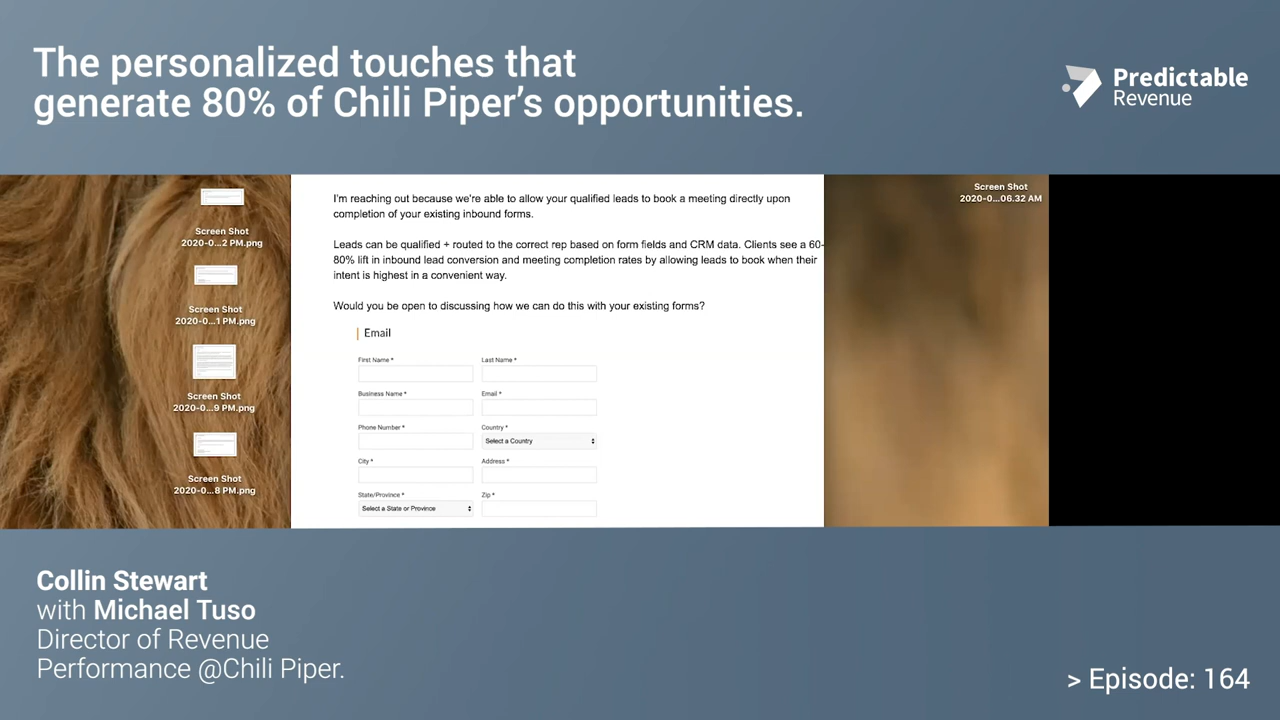 The personalized touches that
generate 80% of Chili Piper's opportunities.
Predictable
Revenue
Screen Shot
2020-0...2 PM.png
Screen Shot
2020-0...1 PM.png
Screen Shot
2020-0...9 PM.png
Screen Shot
2020-0...8 PM.png
I'm reaching out because we're able to allow your qualified leads to book a meeting directly upon
completion of your existing inbound forms.
Leads can be qualified + routed to the correct rep based on form fields and CRM data. Clients see a 60-
80% lift in inbound lead conversion and meeting completion rates by allowing leads to book when their
intent is highest in a convenient way.
Would you be open to discussing how we can do this with your existing forms?
Email
First Name * Last Name *
Business Name * Email *
Phone Number * Country *
Select a Country
City * Address *
State/Province * Zip *
Select a State or Province
Screen Shot
2020-0...06.32 AM
Collin Stewart
with Michael Tuso
Director of Revenue
Performance @Chili Piper.
> Episode: 164